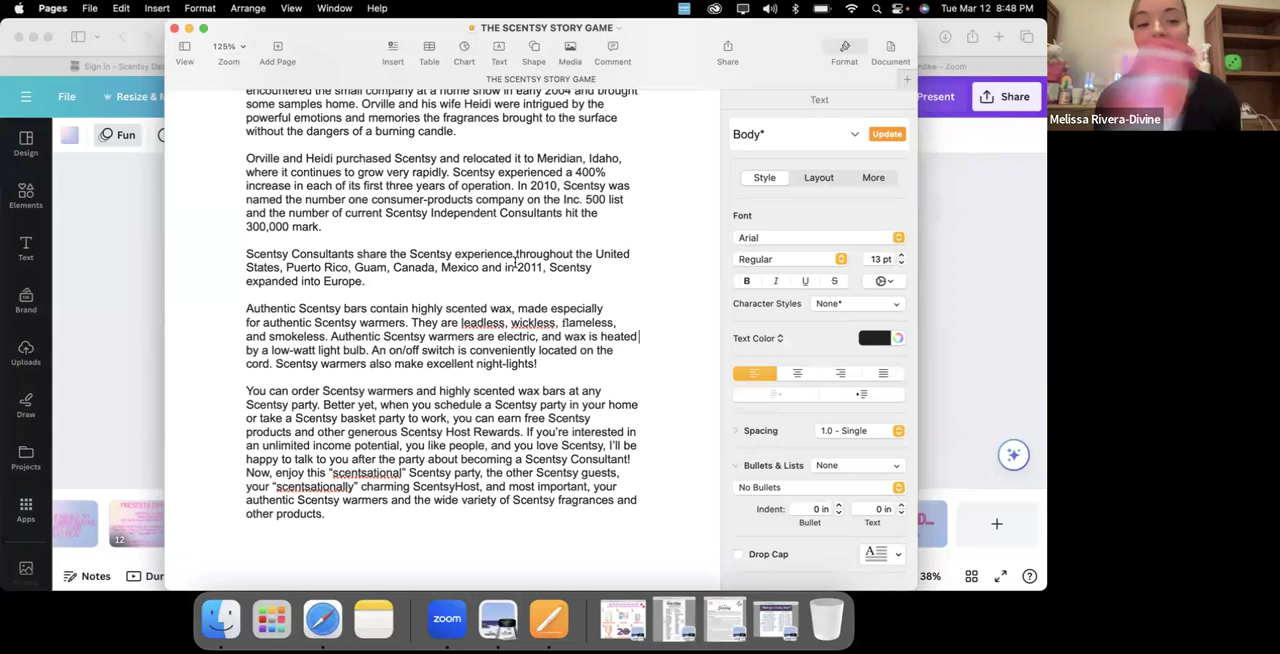 Pages File Edit Insert Format Arrange View Window Help
Tue Mar 12 8:48 PM
THE SCENTSY STORY GAME
View
125%
Zoom
Add Page
Insert
Table
Chart
Text
Shape
Media
Comment
Share
Format
Document
THE SCENTSY STORY GAME
Sign in – Scentsy
Zoom
File
Resize &
Present
Share
Design
Elements
Text
Brand
Uploads
Draw
Projects
Apps
Fun
encountered the small company at a home show in early 2004 and brought
some samples home. Orville and his wife Heidi were intrigued by the
powerful emotions and memories the fragrances brought to the surface
without the dangers of a burning candle.
Orville and Heidi purchased Scentsy and relocated it to Meridian, Idaho,
where it continues to grow very rapidly. Scentsy experienced a 400%
increase in each of its first three years of operation. In 2010, Scentsy was
named the number one consumer-products company on the Inc. 500 list
and the number of current Scentsy Independent Consultants hit the
300,000 mark.
Scentsy Consultants share the Scentsy experience throughout the United
States, Puerto Rico, Guam, Canada, Mexico and in 2011, Scentsy
expanded into Europe.
Authentic Scentsy bars contain highly scented wax, made especially
for authentic Scentsy warmers. They are leadless, wickless, flameless,
and smokeless. Authentic Scentsy warmers are electric, and wax is heated
by a low-watt light bulb. An on/off switch is conveniently located on the
cord. Scentsy warmers also make excellent night-lights!
You can order Scentsy warmers and highly scented wax bars at any
Scentsy party. Better yet, when you schedule a Scentsy party in your home
or take a Scentsy basket party to work, you can earn free Scentsy
products and other generous Scentsy Host Rewards. If you're interested in
an unlimited income potential, you like people, and you love Scentsy, I'll be
happy to talk to you after the party about becoming a Scentsy Consultant!
Now, enjoy this "scentsational" Scentsy party, the other Scentsy guests,
your "scentsationally" charming ScentsyHost, and most important, your
authentic Scentsy warmers and the wide variety of Scentsy fragrances and
other products.
Text
Body*
Update
Style Layout More
Font
Arial
Regular 13 pt
B I U S
Character Styles None*
Text Color
Spacing 1.0 - Single
Bullets & Lists None
No Bullets
Indent: 0 in 0 in
Bullet Text
Drop Cap
A
12
Notes
Dur
38%
zoom
Melissa Rivera-Divine